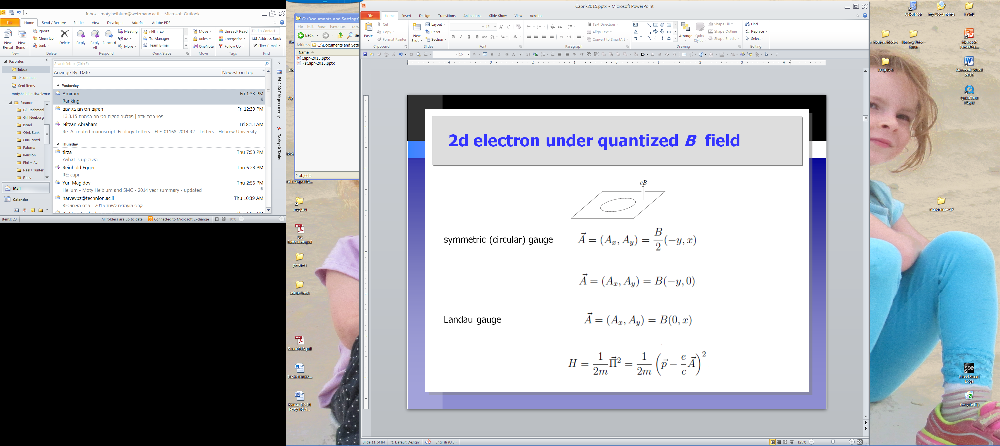 Inbox - moty.heiblum@weizmann.ac.il - Microsoft Outlook
File Home Send / Receive Folder View Developer Add-Ins Adobe PDF
New E-mail
New Items
New
Ignore
Clean Up
Junk
Delete
Delete
Reply
Reply All
Forward
Meeting
IM
More
Respond
Phil + Avi
To Manager
Team E-mail
Quick Steps
Move
Rules
OneNote
Move
Unread/ Read
Categorize
Follow Up
Tags
Find a Contact
Address Book
Filter E-mail
Find
Favorites
Inbox
1-commun.
Sent Items
moty.heiblum@weizmar
Finance
Gil Rachmani
Gill Neuberg
Israel
Ofek Bank
OurCrowd
Paloma
Pension
Phil + Avi
Rael+Hunter
Ross
Mail
Calendar
Search Inbox (Ctrl+E)
Arrange By: Date Newest on top
Yesterday
Amiram Fri 1:33 PM
Ranking
המקום הכי חם בגיהנום Fri 12:39 PM
ניסוי בבת אדם | ניוזלטר המקום הכי חם בגיהנום 13.3.15
Nitzan Abraham Fri 8:13 AM
Re: Accepted manuscript: Ecology Letters - ELE-01168-2014.R2 - Letters - Hebrew University ...
Thursday
tirza Thu 7:53 PM
השב: what is up?
Reinhold Egger Thu 6:23 PM
RE: capri
Yuri Magidov Thu 2:56 PM
Helium - Moty Heiblum and SMC - 2014 year summary - updated
harveypz@technion.ac.il Thu 10:39 AM
RE: קבצי מועמדים לשנת 2015 - פרס הארווי
Fri 2:00 PM:
Today: 0 Tasks
Items: 28 All folders are up to date. Connected to Microsoft Exchange 10%
C:\Documents and Settings\
File Edit View Favorites Tools
Back
Address C:\Documents and Setti
Name
Capri-2015.pptx
~$Capri-2015.pptx
2 objects
myguru
SC fabrication.pdf
pictures
admin tools
Scan0013.pdf
ToCoTronics...
Kamar 13-14 Moty Heibl...
Capri-2015.pptx - Microsoft PowerPoint
File Home Insert Design Transitions Animations Slide Show View Acrobat
Paste
Cut
Copy
Format Painter
Clipboard
New Slide
Layout
Reset
Section
Slides
16
B I U S abc AV Aa A
Font
Text Direction
Align Text
Convert to SmartArt
Paragraph
Arrange
Quick Styles
Shape Fill
Shape Outline
Shape Effects
Drawing
Find
Replace
Select
Editing
2d electron under quantized B field
eB
symmetric (circular) gauge $\vec{A} = (A_x, A_y) = \frac{B}{2}(-y, x)$
$\vec{A} = (A_x, A_y) = B(-y, 0)$
Landau gauge $\vec{A} = (A_x, A_y) = B(0, x)$
$H = \frac{1}{2m}\vec{\Pi}^2 = \frac{1}{2m}\left(\vec{p} - \frac{e}{c}\vec{A}\right)^2$
Slide 11 of 84 "1_Default Design" English (U.S.) 125%
Calculator
My Documents
HOME
Neutral Modes
Harvey Prize - Kane
Microsoft PowerPoi...
EPQHS-5
Microsoft Word 2010
QuickTime Player
majorana+CP
sse
StreetSmart Edge
Recycle Bin